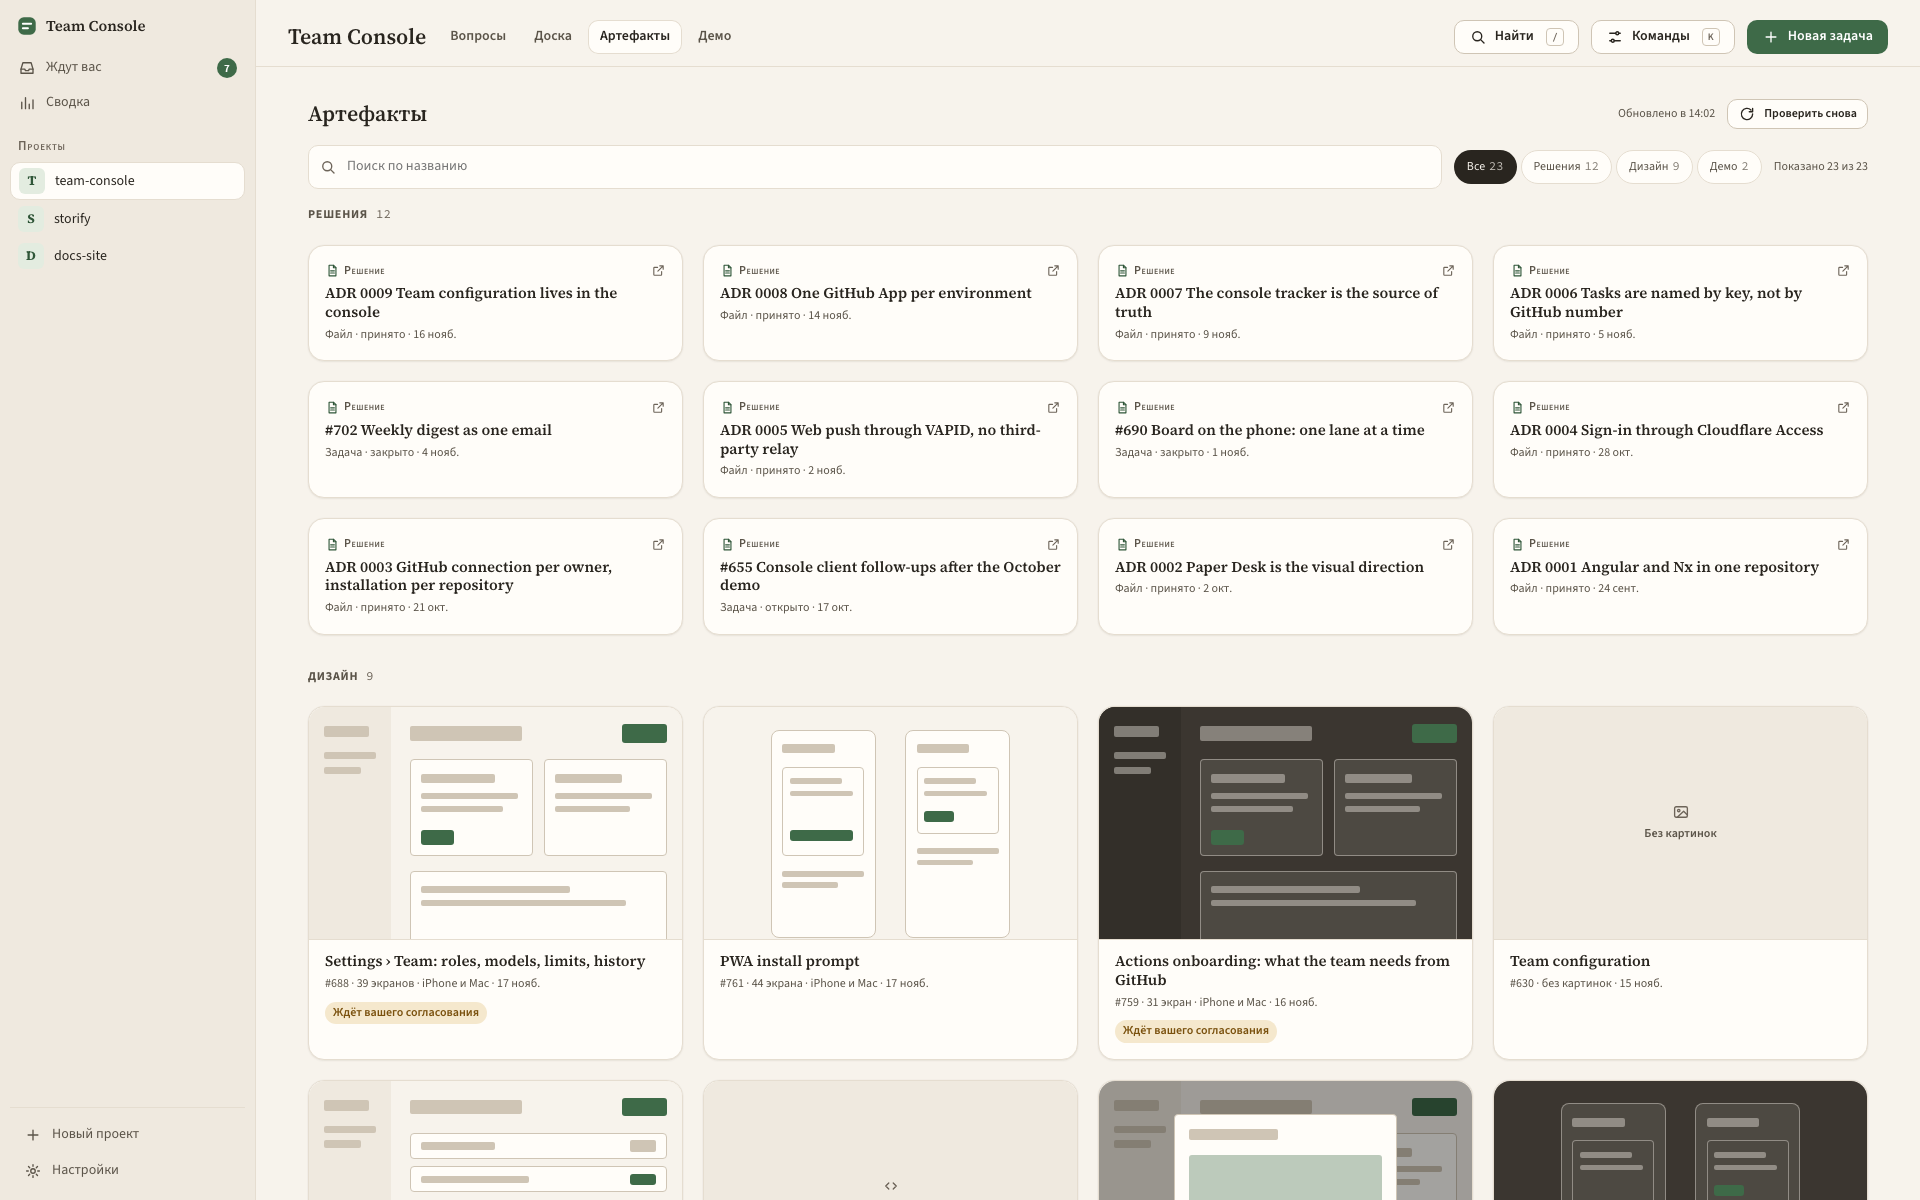 Team Console
Ждут вас
7
Сводка
Проекты
T
team-console
S
storify
D
docs-site
Новый проект
Настройки
Team Console
Вопросы
Доска
Артефакты
Демо
Найти /
Команды K
Новая задача
Артефакты
Обновлено в 14:02
Проверить снова
Поиск по названию
Все 23
Решения 12
Дизайн 9
Демо 2
Показано 23 из 23
РЕШЕНИЯ 12
Решение
ADR 0009 Team configuration lives in the
console
Файл · принято · 16 нояб.
Решение
ADR 0008 One GitHub App per environment
Файл · принято · 14 нояб.
Решение
ADR 0007 The console tracker is the source of
truth
Файл · принято · 9 нояб.
Решение
ADR 0006 Tasks are named by key, not by
GitHub number
Файл · принято · 5 нояб.
Решение
#702 Weekly digest as one email
Задача · закрыто · 4 нояб.
Решение
ADR 0005 Web push through VAPID, no third-
party relay
Файл · принято · 2 нояб.
Решение
#690 Board on the phone: one lane at a time
Задача · закрыто · 1 нояб.
Решение
ADR 0004 Sign-in through Cloudflare Access
Файл · принято · 28 окт.
Решение
ADR 0003 GitHub connection per owner,
installation per repository
Файл · принято · 21 окт.
Решение
#655 Console client follow-ups after the October
demo
Задача · открыто · 17 окт.
Решение
ADR 0002 Paper Desk is the visual direction
Файл · принято · 2 окт.
Решение
ADR 0001 Angular and Nx in one repository
Файл · принято · 24 сент.
ДИЗАЙН 9
Settings › Team: roles, models, limits, history
#688 · 39 экранов · iPhone и Mac · 17 нояб.
Ждёт вашего согласования
PWA install prompt
#761 · 44 экрана · iPhone и Mac · 17 нояб.
Actions onboarding: what the team needs from
GitHub
#759 · 31 экран · iPhone и Mac · 16 нояб.
Ждёт вашего согласования
Без картинок
Team configuration
#630 · без картинок · 15 нояб.